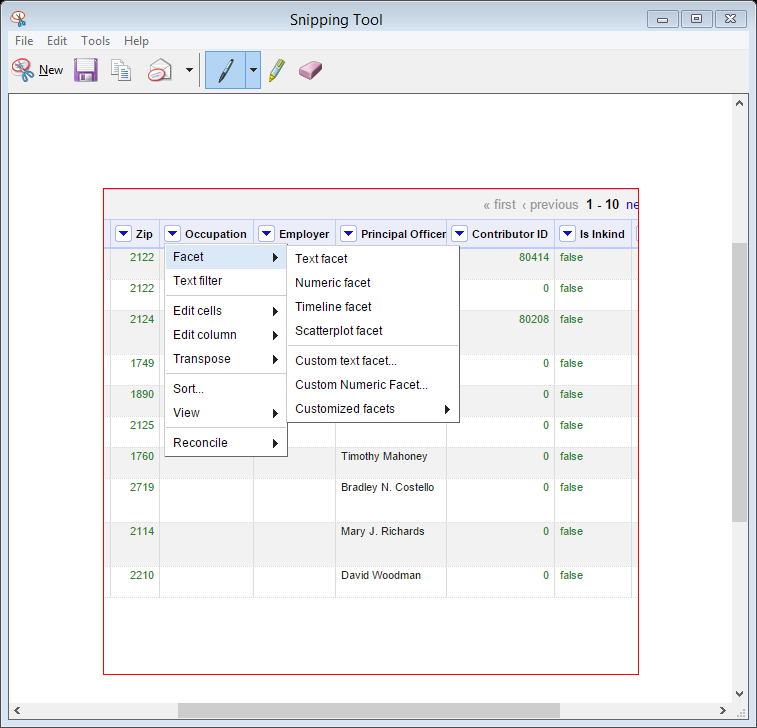 Snipping Tool
File Edit Tools Help
New
« first ‹ previous 1 - 10 ne
Zip Occupation Employer Principal Officer Contributor ID Is Inkind
2122 Facet Text facet 80414 false
2122 Text filter Numeric facet 0 false
Timeline facet
2124 Edit cells Scatterplot facet 80208 false
Edit column
Transpose
1749 Custom text facet... 0 false
1890 Sort... Custom Numeric Facet... 0 false
View Customized facets
2125 0 false
Reconcile
1760 Timothy Mahoney 0 false
2719 Bradley N. Costello 0 false
2114 Mary J. Richards 0 false
2210 David Woodman 0 false